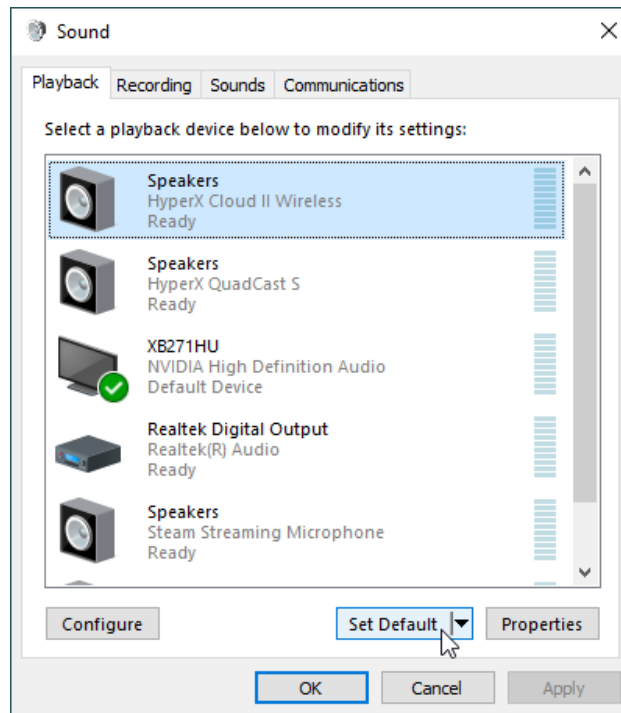 Sound
Playback Recording Sounds Communications
Select a playback device below to modify its settings:
Speakers
HyperX Cloud II Wireless
Ready
Speakers
HyperX QuadCast S
Ready
XB271HU
NVIDIA High Definition Audio
Default Device
Realtek Digital Output
Realtek(R) Audio
Ready
Speakers
Steam Streaming Microphone
Ready
Configure Set Default Properties
OK Cancel Apply